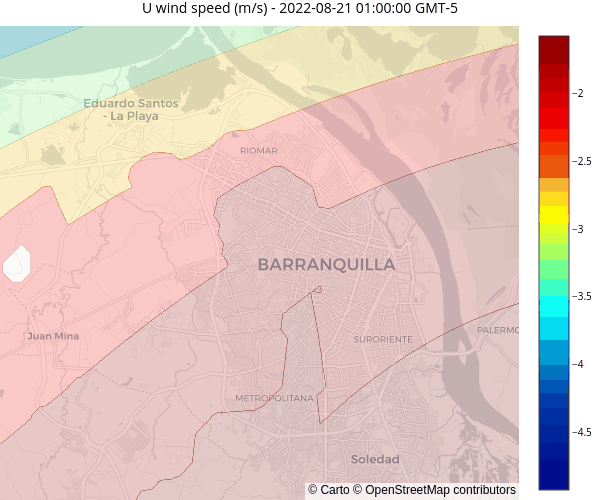 U wind speed (m/s) - 2022-08-21 01:00:00 GMT-5
Eduardo Santos
- La Playa
RIOMAR
BARRANQUILLA
Juan Mina
SURORIENTE
PALERMO
METROPOLITANA
Soledad
© Carto © OpenStreetMap contributors
−2
−2.5
−3
−3.5
−4
−4.5